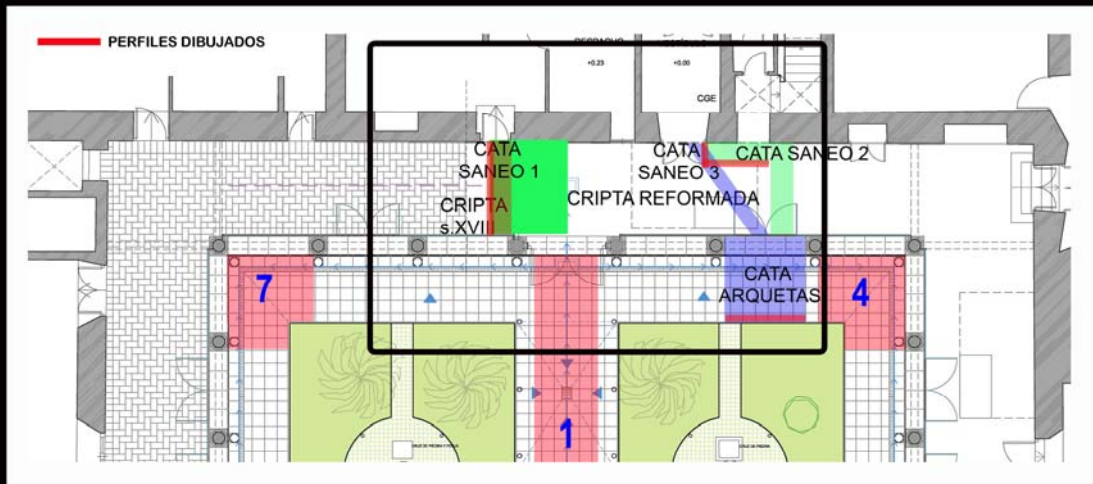 PERFILES DIBUJADOS
+0.23
+0.00
CGE
CATA
SANEO 1
CATA
SANEO 3
CATA SANEO 2
CRIPTA
s.XVIII
CRIPTA REFORMADA
7
CATA
ARQUETAS
4
1